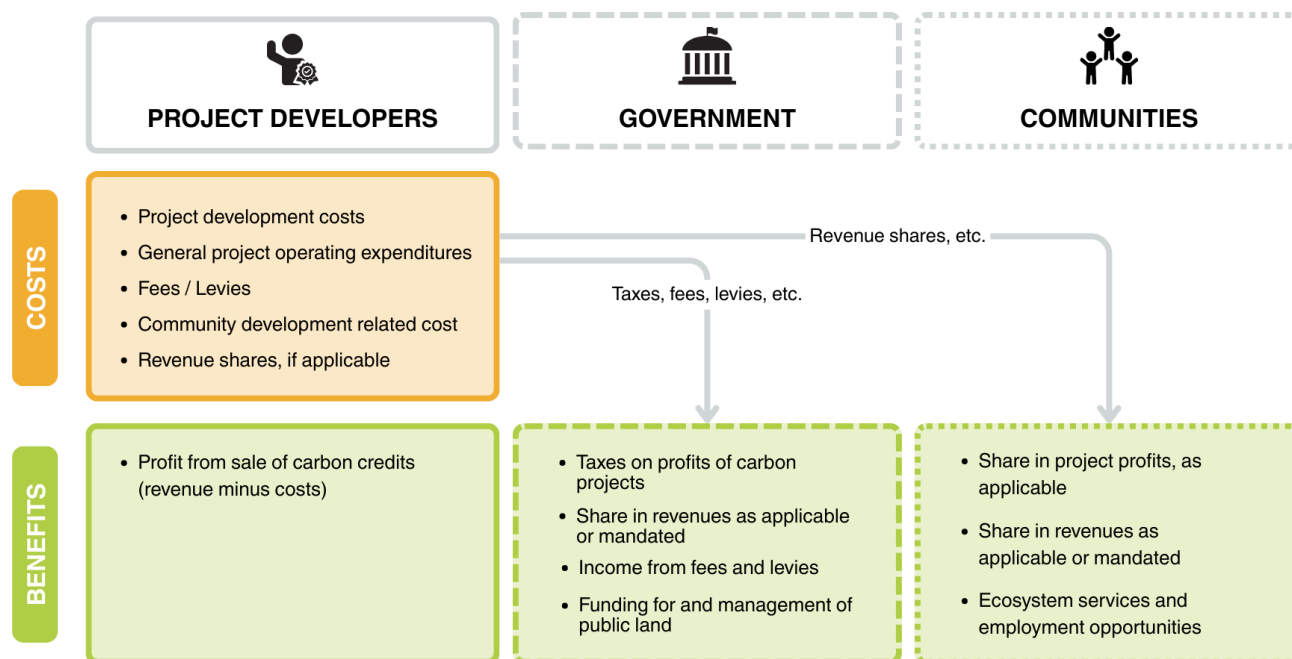 PROJECT DEVELOPERS
GOVERNMENT
COMMUNITIES
COSTS
• Project development costs
• General project operating expenditures
• Fees / Levies
• Community development related cost
• Revenue shares, if applicable
Revenue shares, etc.
Taxes, fees, levies, etc.
BENEFITS
• Profit from sale of carbon credits
(revenue minus costs)
• Taxes on profits of carbon
projects
• Share in revenues as applicable
or mandated
• Income from fees and levies
• Funding for and management of
public land
• Share in project profits, as
applicable
• Share in revenues as
applicable or mandated
• Ecosystem services and
employment opportunities